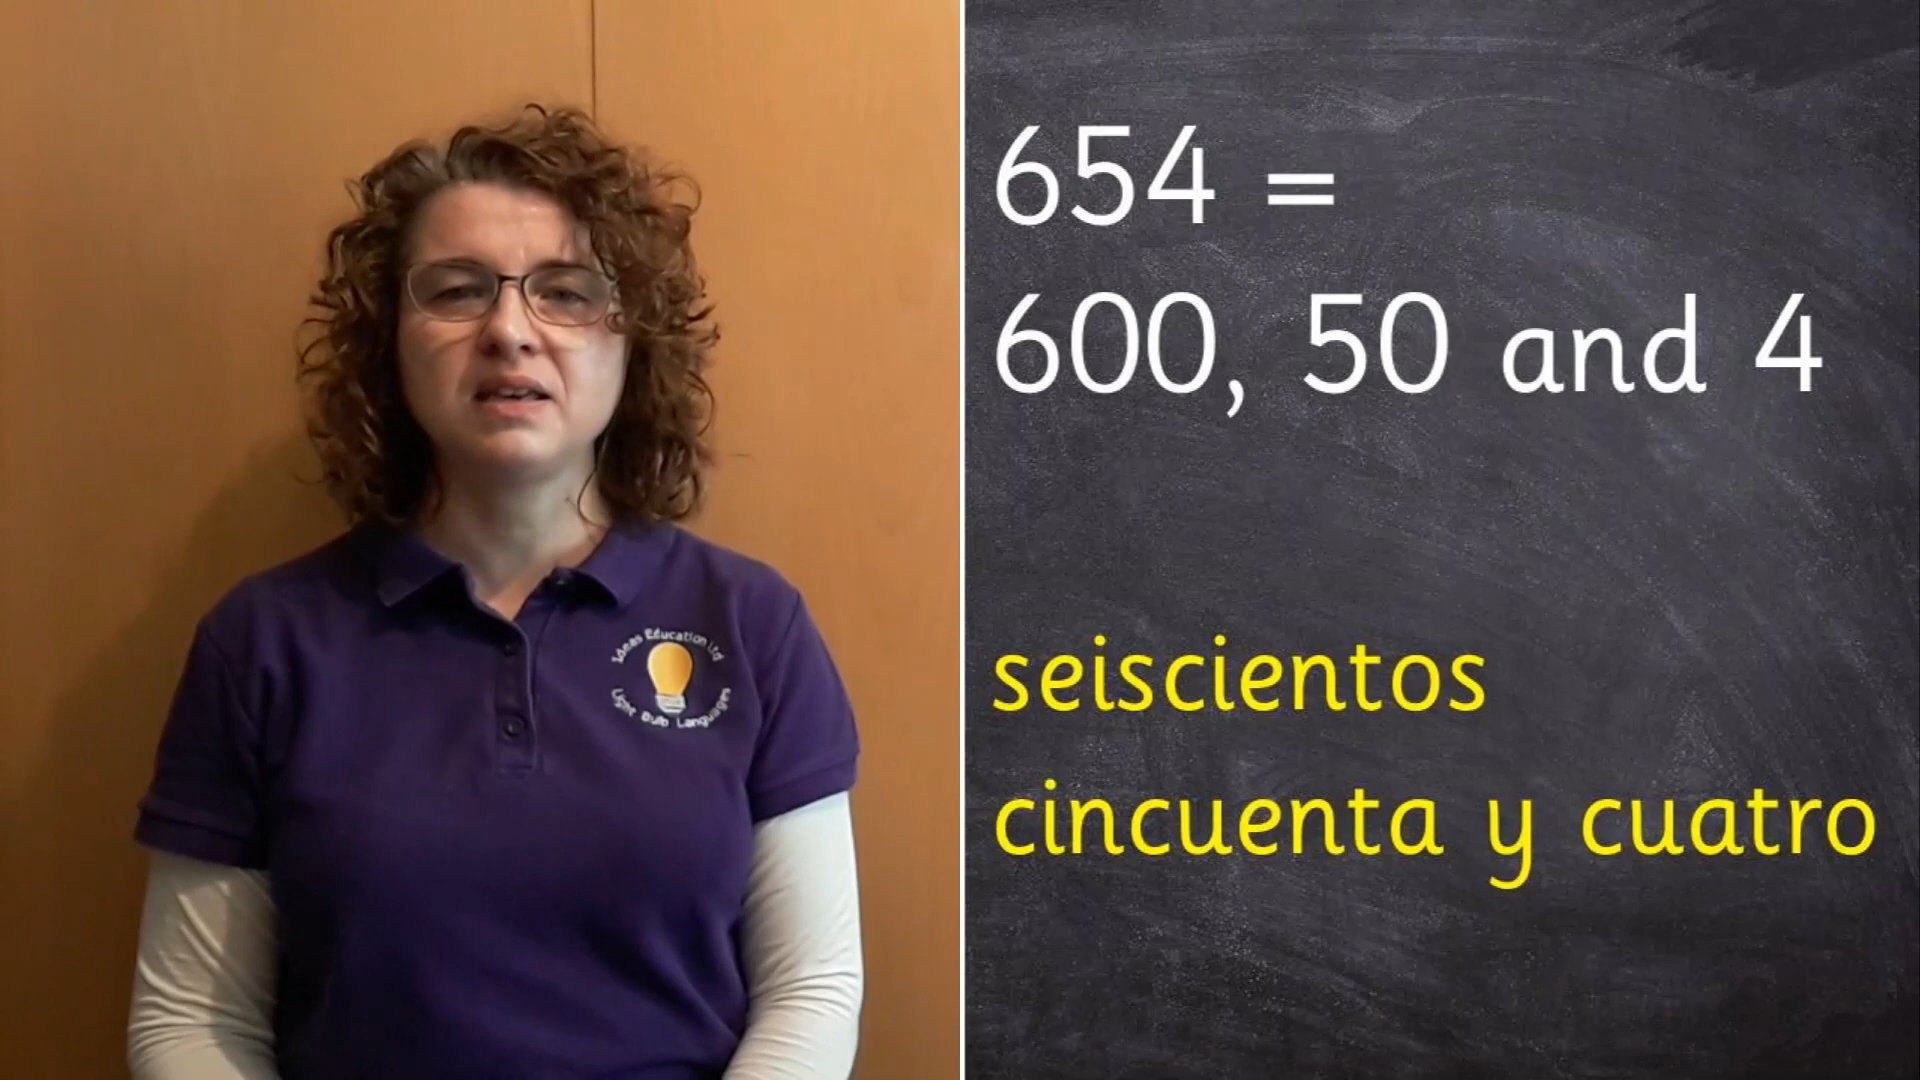 654 =
600, 50 and 4
seiscientos
cincuenta y cuatro
Ideas Education Ltd
Light Bulb Languages